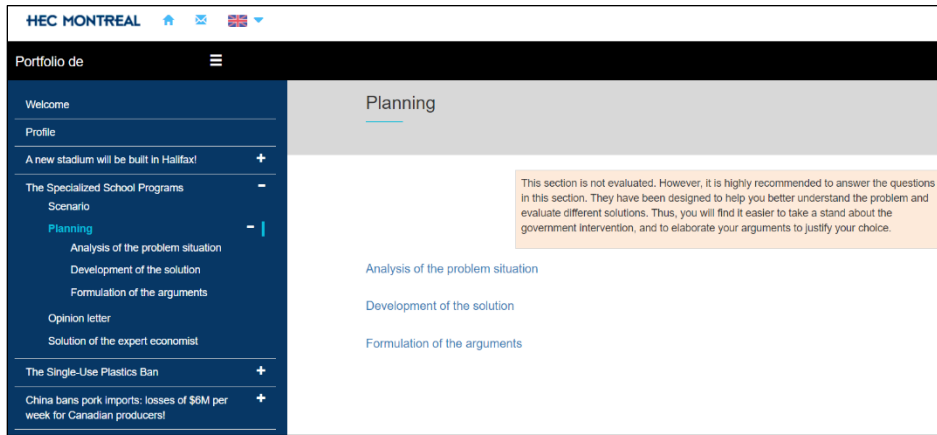 HEC MONTREAL
Portfolio de
Welcome
Profile
A new stadium will be built in Halifax!
The Specialized School Programs
Scenario
Planning
Analysis of the problem situation
Development of the solution
Formulation of the arguments
Opinion letter
Solution of the expert economist
The Single-Use Plastics Ban
China bans pork imports: losses of $6M per
week for Canadian producers!
Planning
This section is not evaluated. However, it is highly recommended to answer the questions
in this section. They have been designed to help you better understand the problem and
evaluate different solutions. Thus, you will find it easier to take a stand about the
government intervention, and to elaborate your arguments to justify your choice.
Analysis of the problem situation
Development of the solution
Formulation of the arguments